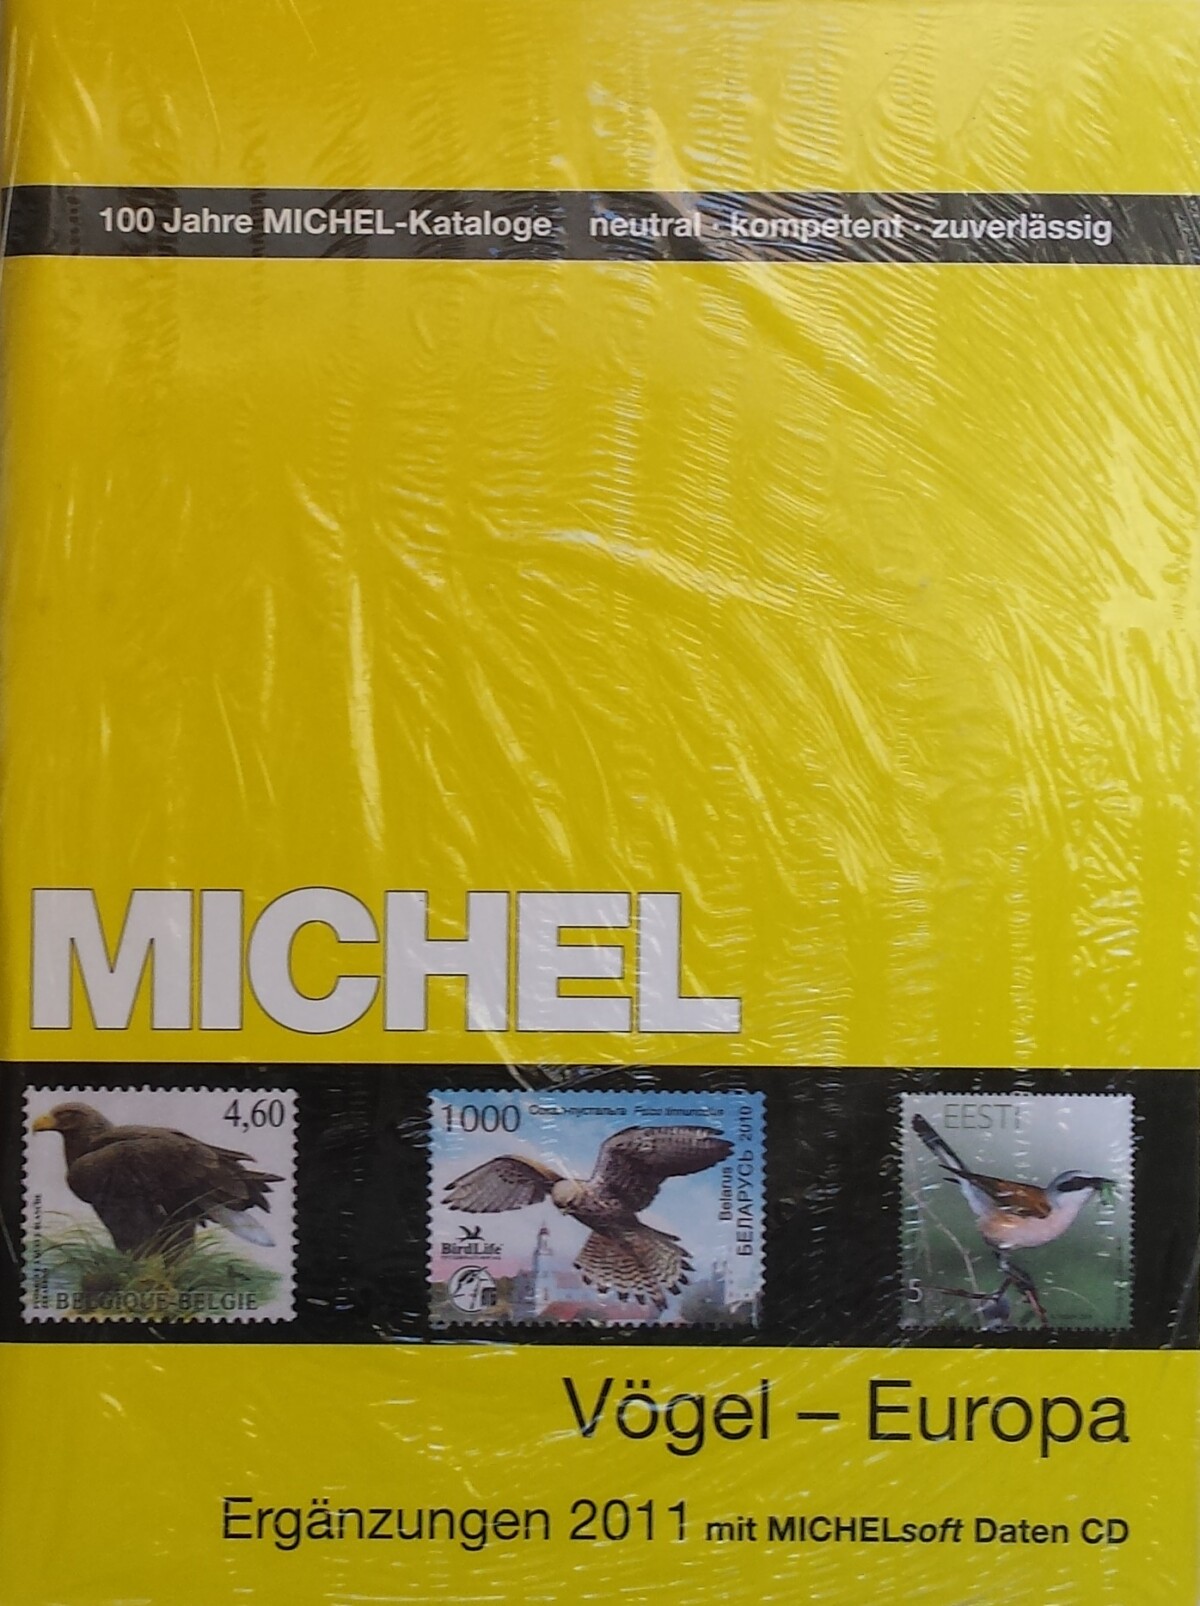 100 Jahre MICHEL-Kataloge neutral · kompetent · zuverlässig
MICHEL
4,60
BELGIQUE-BELGIE
1000
BirdLife
Belarus
БЕЛАРУСЬ 2010
EESTI
5
Vögel – Europa
Ergänzungen 2011 mit MICHELsoft Daten CD